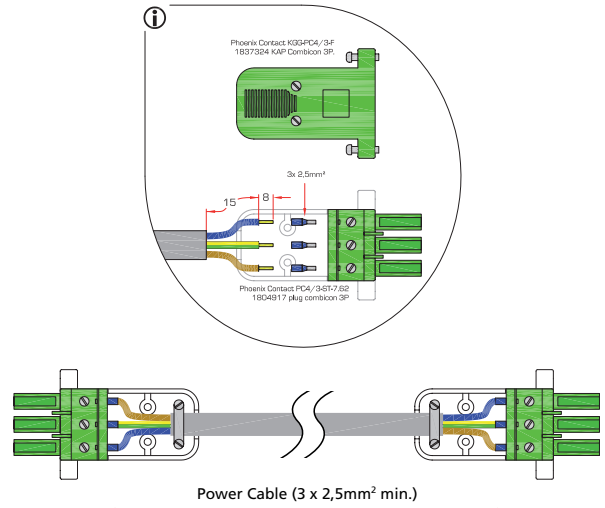 i
Phoenix Contact KGG-PC4/3-F
1837324 KAP Combicon 3P.
3x 2,5mm²
15
8
Phoenix Contact PC4/3-ST-7.62
1804917 plug combicon 3P
Power Cable (3 x 2,5mm² min.)